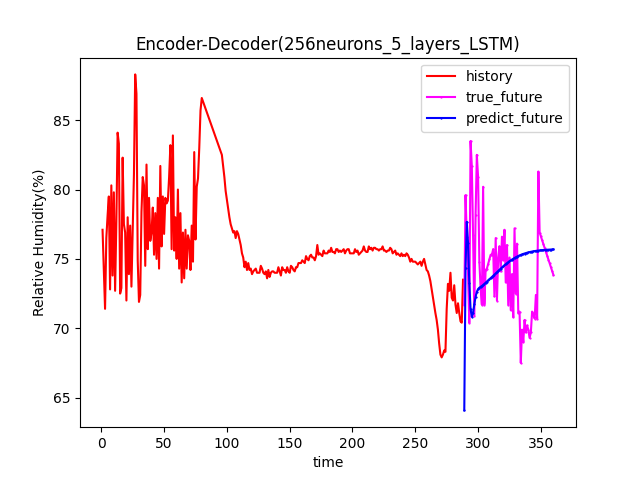 Encoder-Decoder(256neurons_5_layers_LSTM)
history
true_future
predict_future
Relative Humidity(%)
85
80
75
70
65
0
50
100
150
200
250
300
350
time